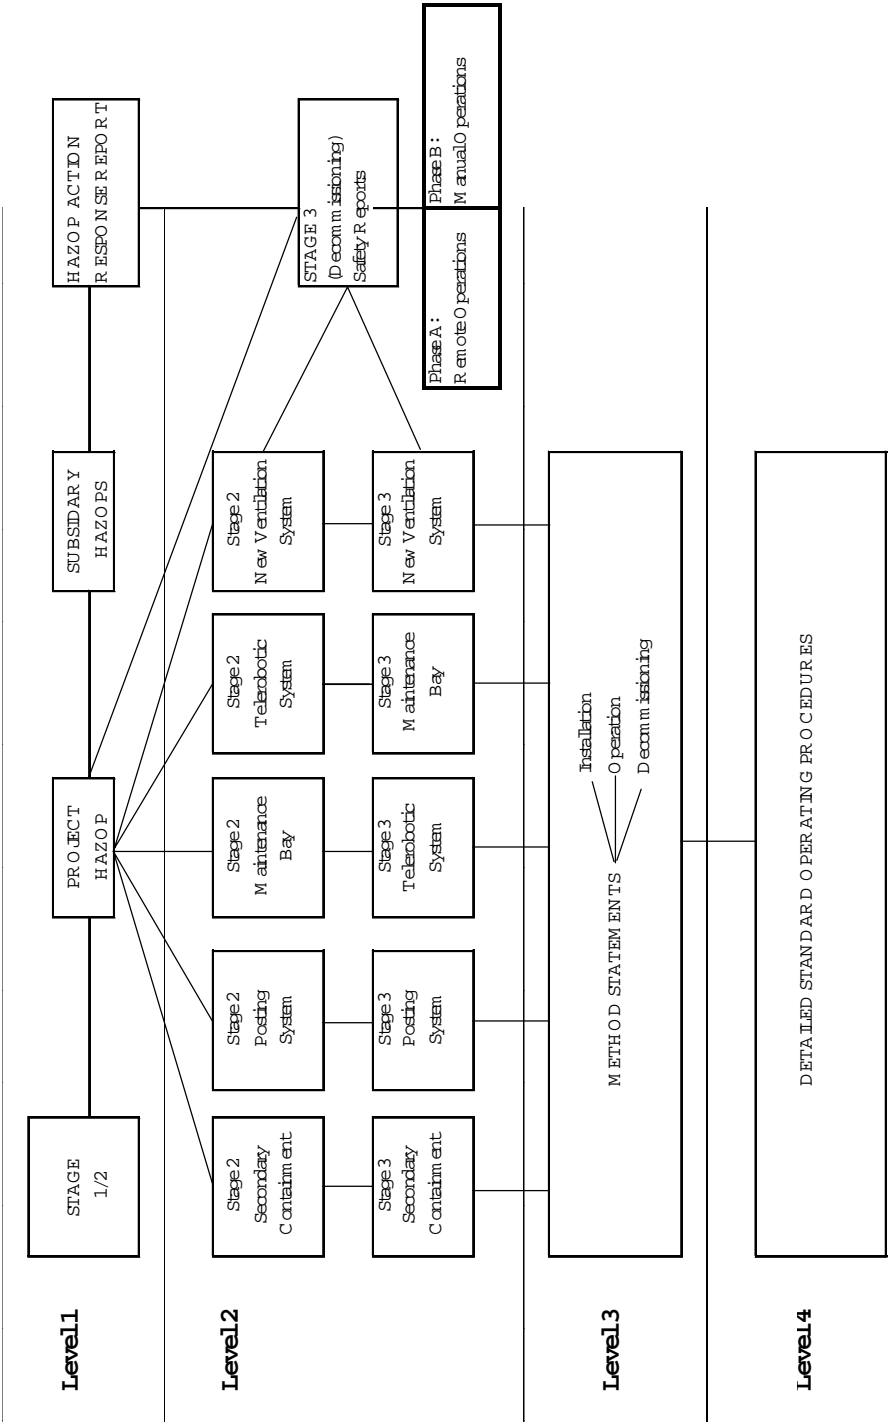 Level 1
STAGE
1/2
PROJECT
HAZOP
SUBSIDARY
HAZOPS
HAZOP ACTION
RESPONSE REPORT
Level 2
Stage 2
Secondary
Containment
Stage 2
Posting
System
Stage 2
Maintenance
Bay
Stage 2
Telerobotic
System
Stage 2
New Ventilation
System
STAGE 3
(Decommissioning)
Safety Reports
Stage 3
Secondary
Containment
Stage 3
Posting
System
Stage 3
Telerobotic
System
Stage 3
Maintenance
Bay
Stage 3
New Ventilation
System
Phase A:
Remote Operations
Phase B:
Manual Operations
Level 3
METHOD STATEMENTS
Installation
Operation
Decommissioning
Level 4
DETAILED STANDARD OPERATING PROCEDURES